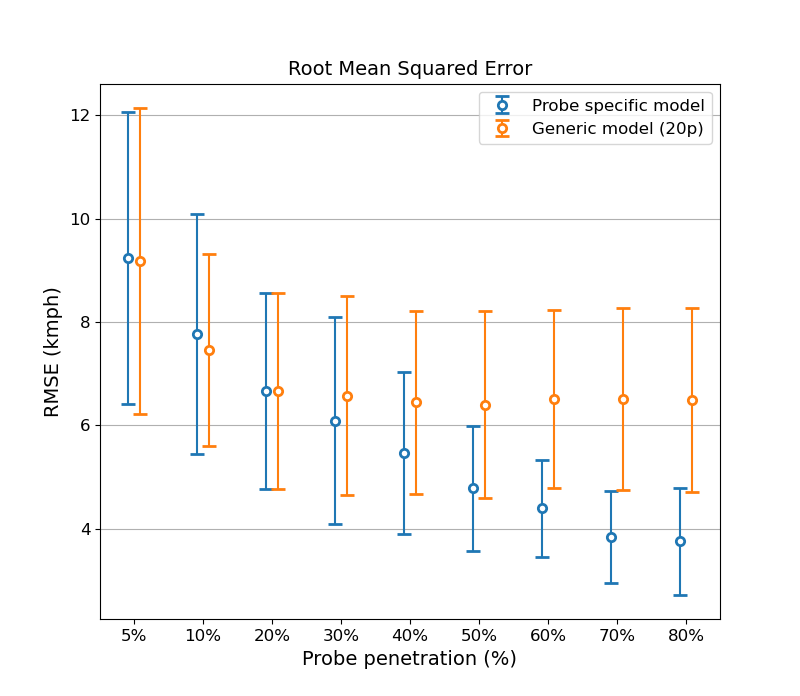 Root Mean Squared Error
Probe specific model
Generic model (20p)
12
10
8
6
4
RMSE (kmph)
5% 10% 20% 30% 40% 50% 60% 70% 80%
Probe penetration (%)